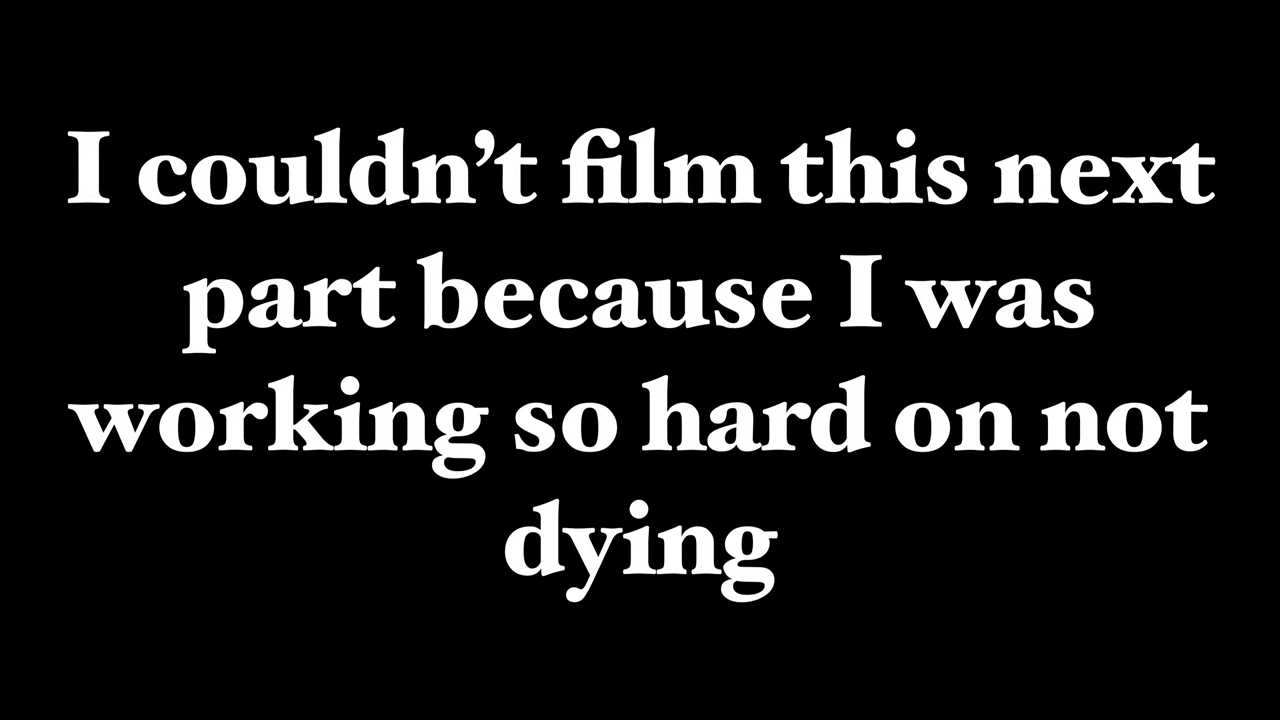 I couldn’t film this next
part because I was
working so hard on not
dying